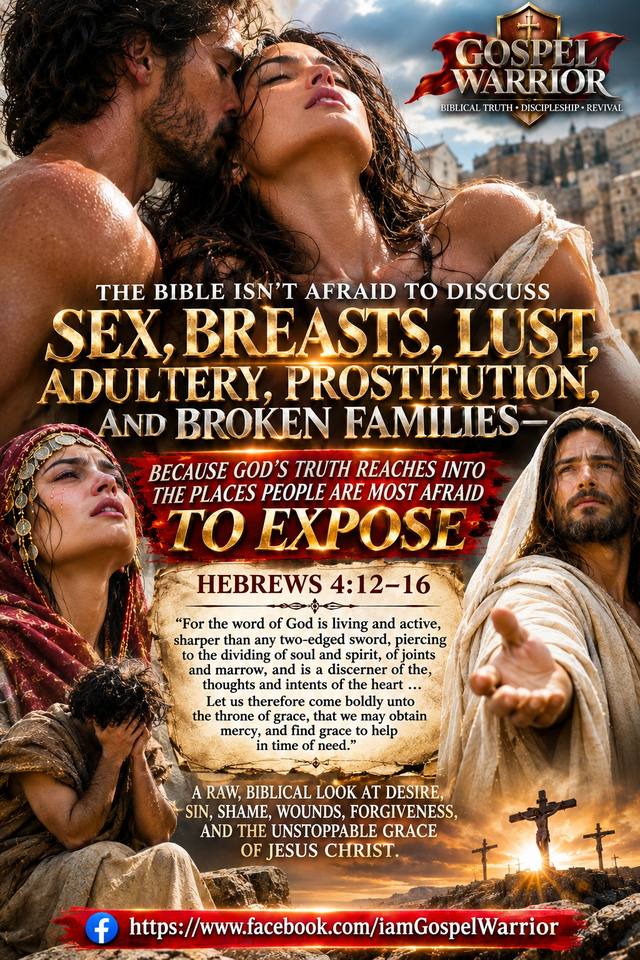 GOSPEL
WARRIOR
BIBLICAL TRUTH • DISCIPLESHIP • REVIVAL
THE BIBLE ISN'T AFRAID TO DISCUSS
SEX, BREASTS, LUST,
ADULTERY, PROSTITUTION,
AND BROKEN FAMILIES—
BECAUSE GOD'S TRUTH REACHES INTO
THE PLACES PEOPLE ARE MOST AFRAID
TO EXPOSE
HEBREWS 4:12–16
“For the word of God is living and active,
sharper than any two-edged sword, piercing
to the dividing of soul and spirit, of joints
and marrow, and is a discerner of the,
thoughts and intents of the heart ...
Let us therefore come boldly unto
the throne of grace, that we may obtain
mercy, and find grace to help
in time of need.”
A RAW, BIBLICAL LOOK AT DESIRE,
SIN, SHAME, WOUNDS, FORGIVENESS,
AND THE UNSTOPPABLE GRACE
OF JESUS CHRIST.
f https://www.facebook.com/iamGospelWarrior